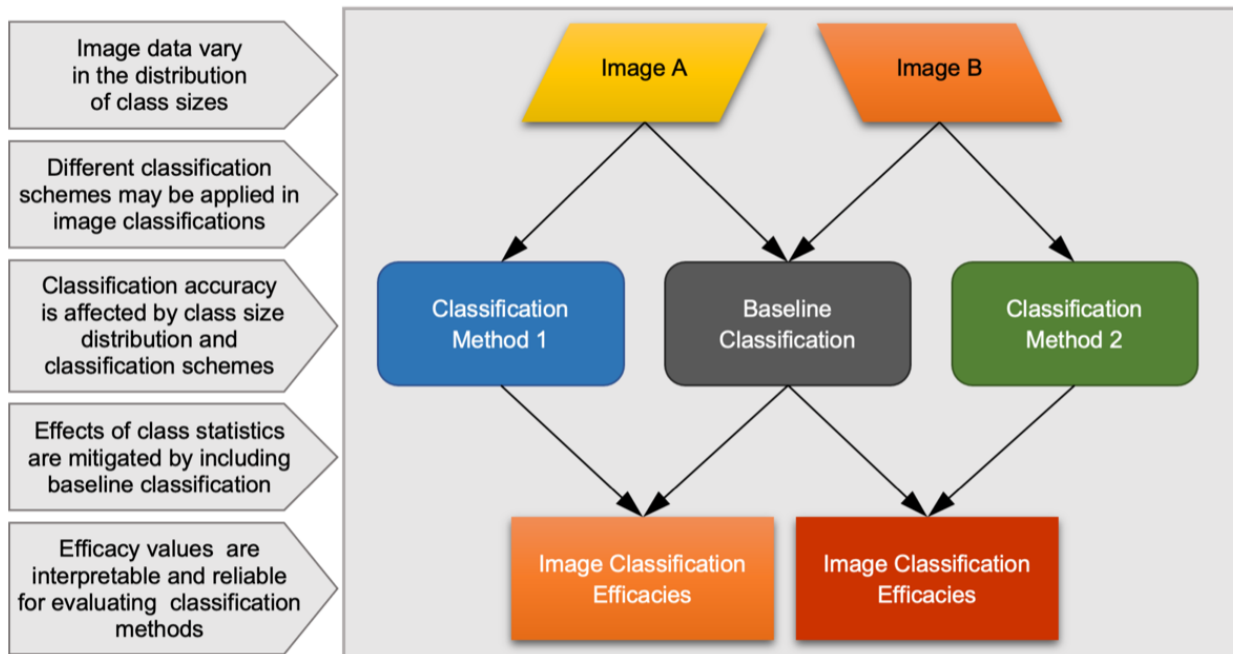 Image data vary
in the distribution
of class sizes
Different classification
schemes may be applied in
image classifications
Classification accuracy
is affected by class size
distribution and
classification schemes
Effects of class statistics
are mitigated by including
baseline classification
Efficacy values are
interpretable and reliable
for evaluating classification
methods
Image A
Image B
Classification
Method 1
Baseline
Classification
Classification
Method 2
Image Classification
Efficacies
Image Classification
Efficacies